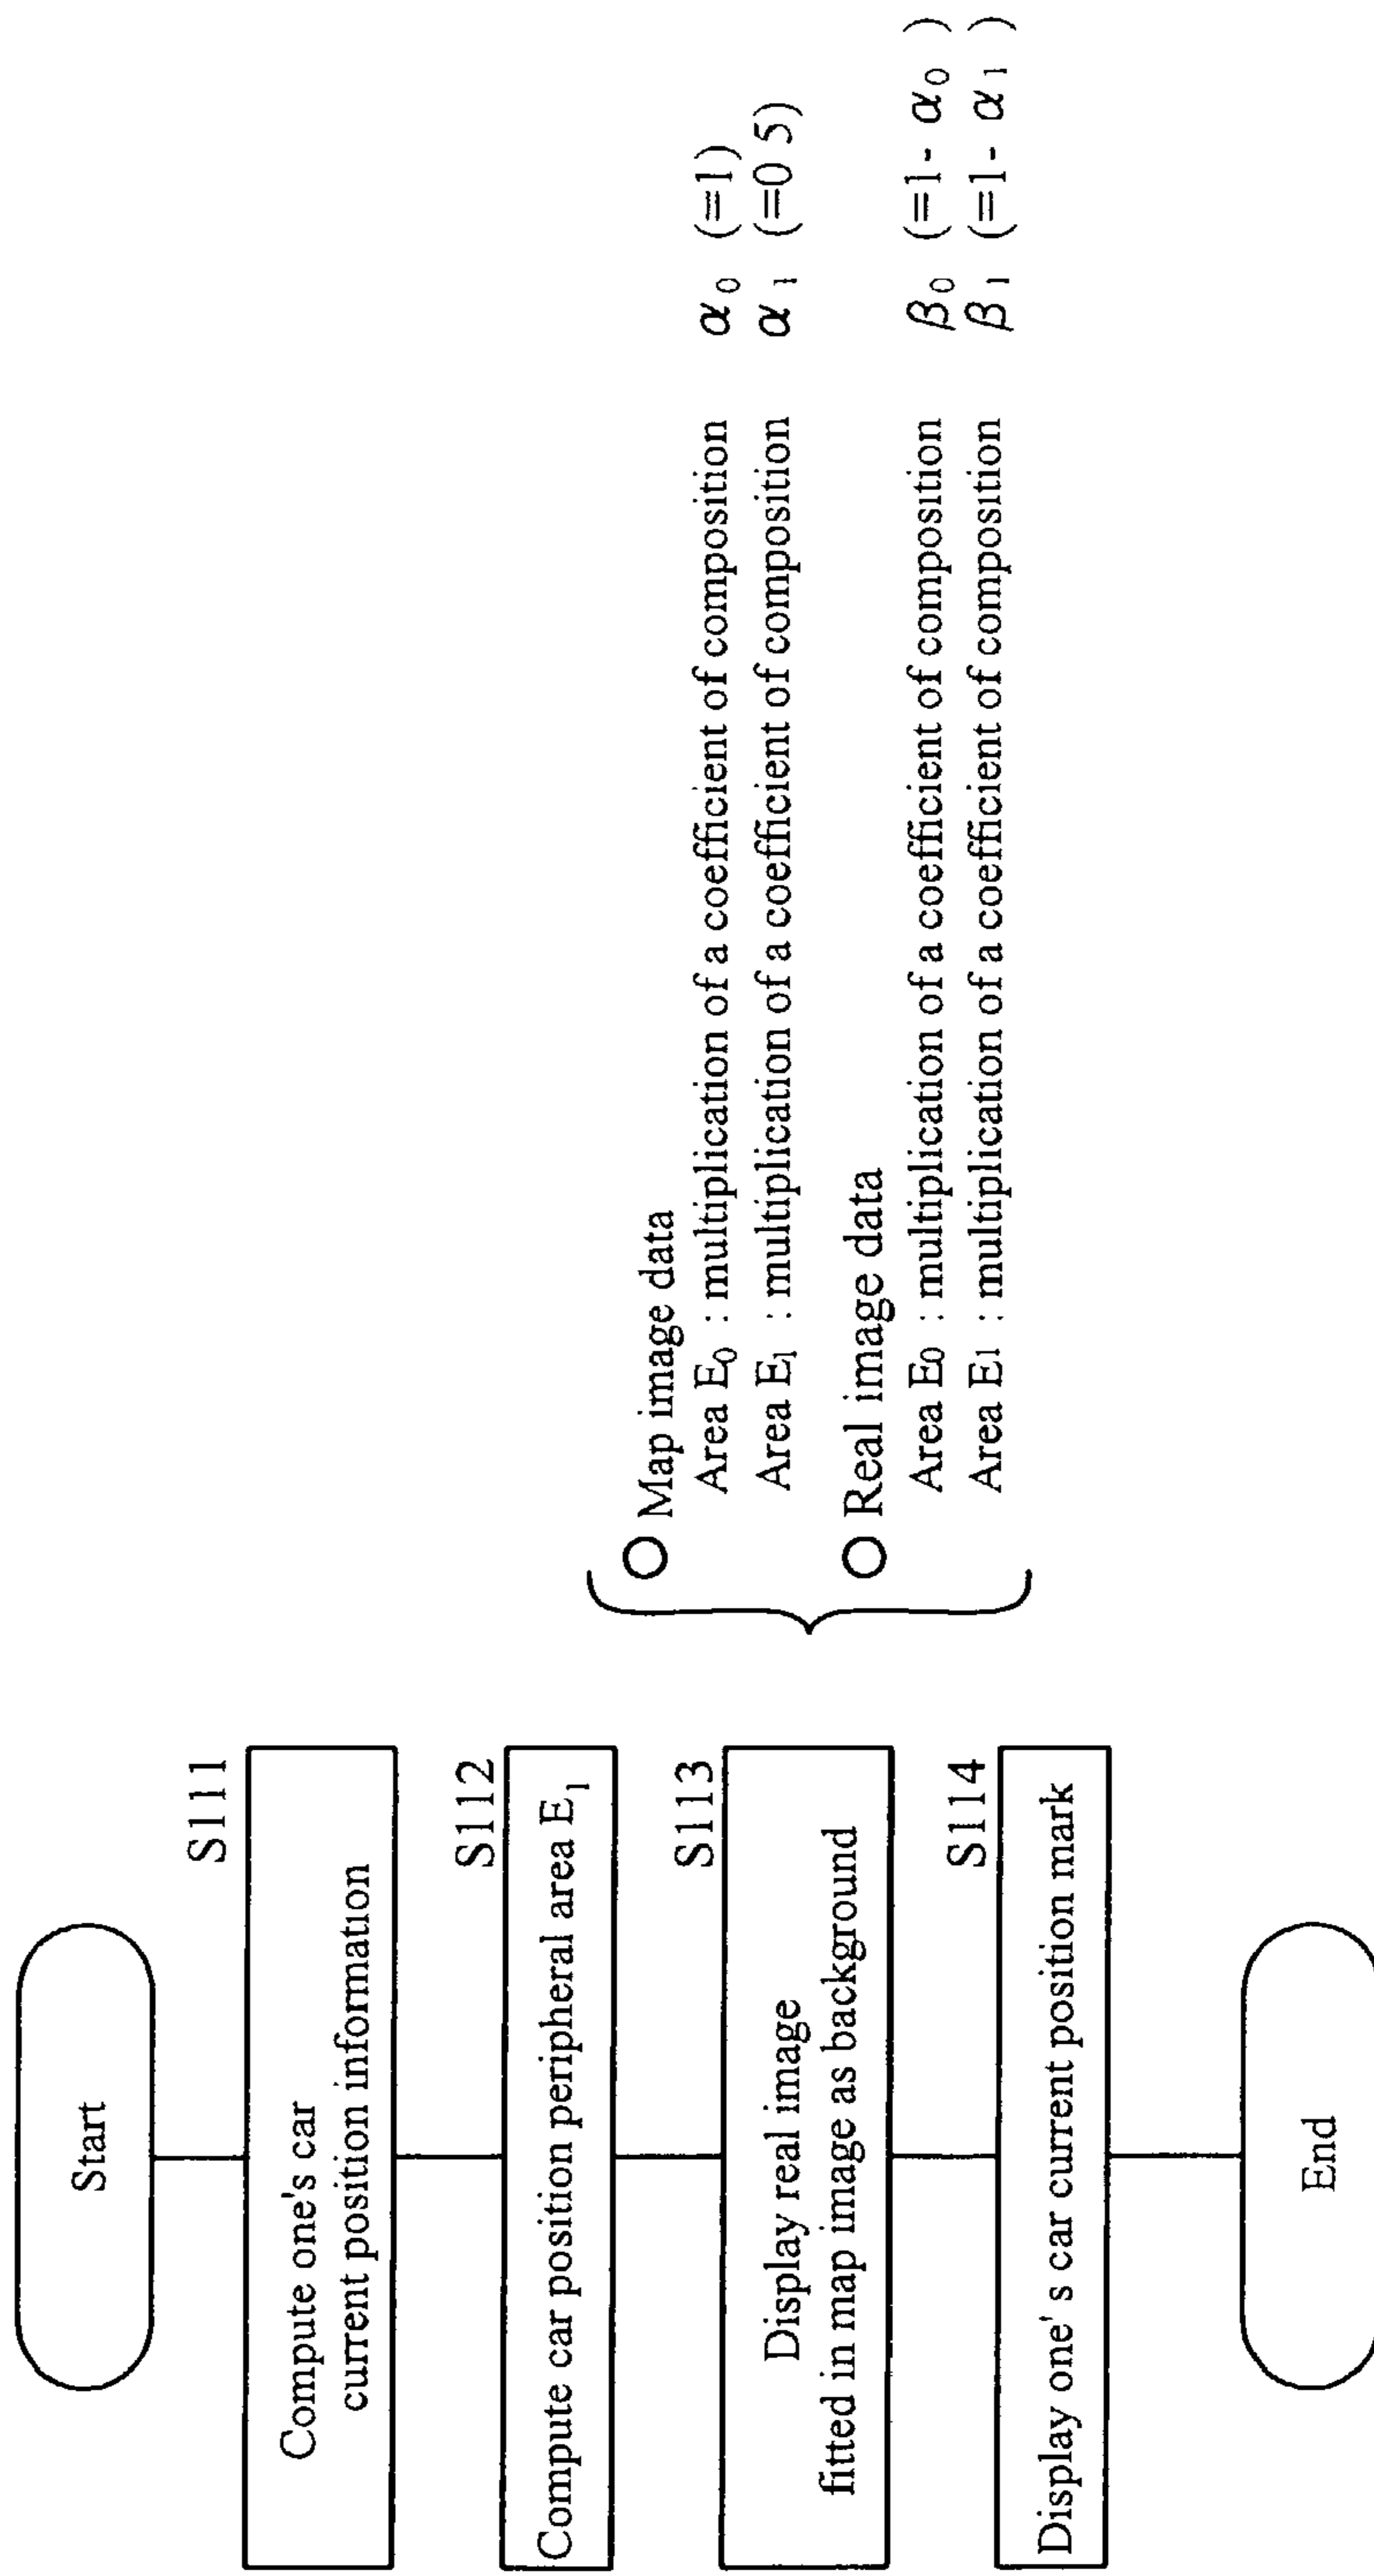 Start
S111
Compute one's car
current position information
S112
Compute car position peripheral area E₁
S113
Display real image
fitted in map image as background
S114
Display one' s car current position mark
End
○ Map image data
Area E₀ : multiplication of a coefficient of composition α₀ (=1)
Area E₁ : multiplication of a coefficient of composition α₁ (=0 5)
○ Real image data
Area E₀ : multiplication of a coefficient of composition β₀ (=1- α₀ )
Area E₁ : multiplication of a coefficient of composition β₁ (=1- α₁ )